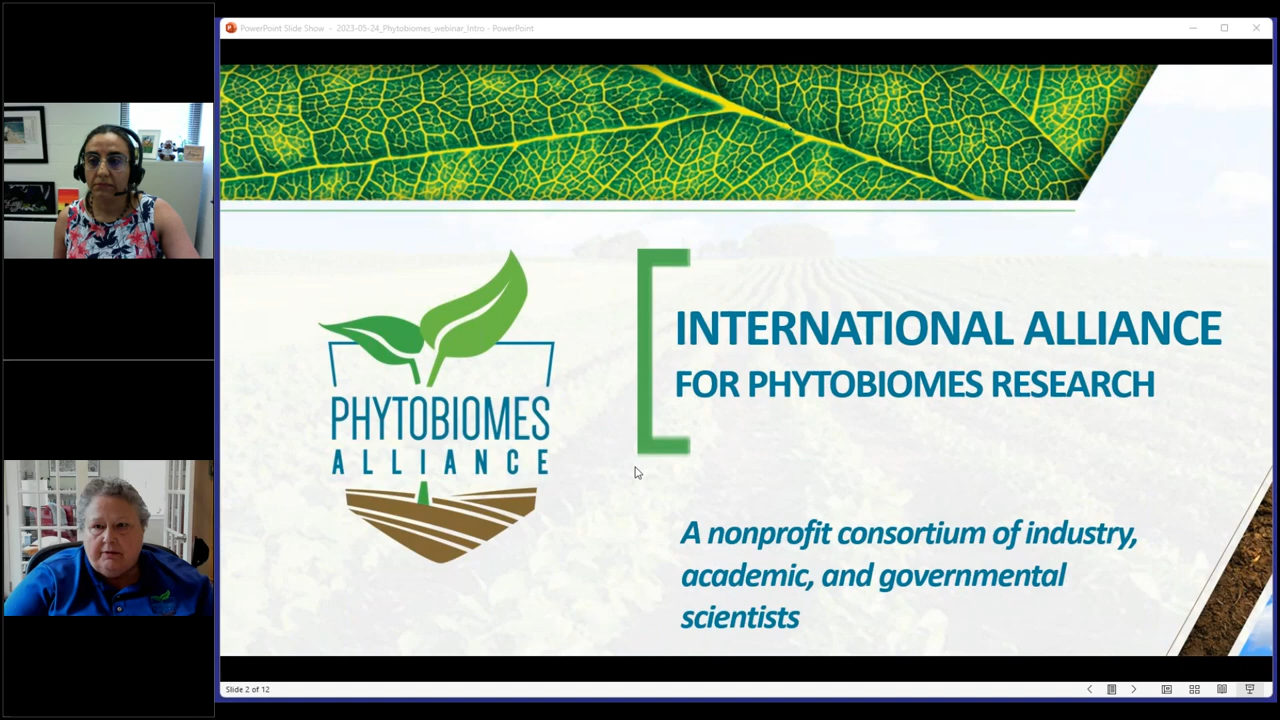 PowerPoint Slide Show - 2023-05-24_Phytobiomes_webinar_Intro - PowerPoint
INTERNATIONAL ALLIANCE
FOR PHYTOBIOMES RESEARCH
PHYTOBIOMES
ALLIANCE
A nonprofit consortium of industry,
academic, and governmental
scientists
Slide 2 of 12